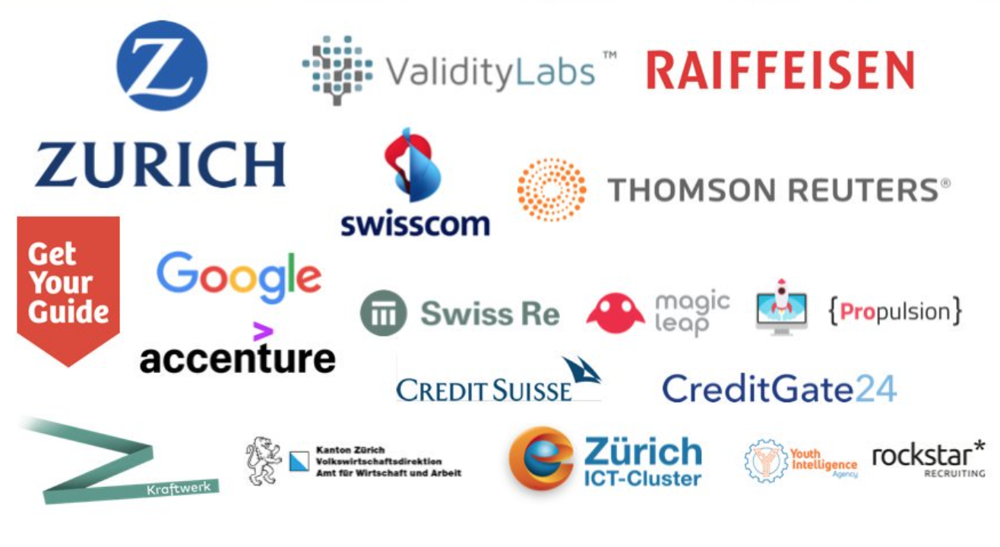 Z
ZURICH
ValidityLabs™
RAIFFEISEN
swisscom
THOMSON REUTERS®
Get
Your
Guide
Google
>
accenture
Swiss Re
magic
leap
{Propulsion}
CREDIT SUISSE
CreditGate24
Kraftwerk
Kanton Zürich
Volkswirtschaftsdirektion
Amt für Wirtschaft und Arbeit
e
Zürich
ICT-Cluster
Y
Youth
Intelligence
Agency
rockstar*
RECRUITING